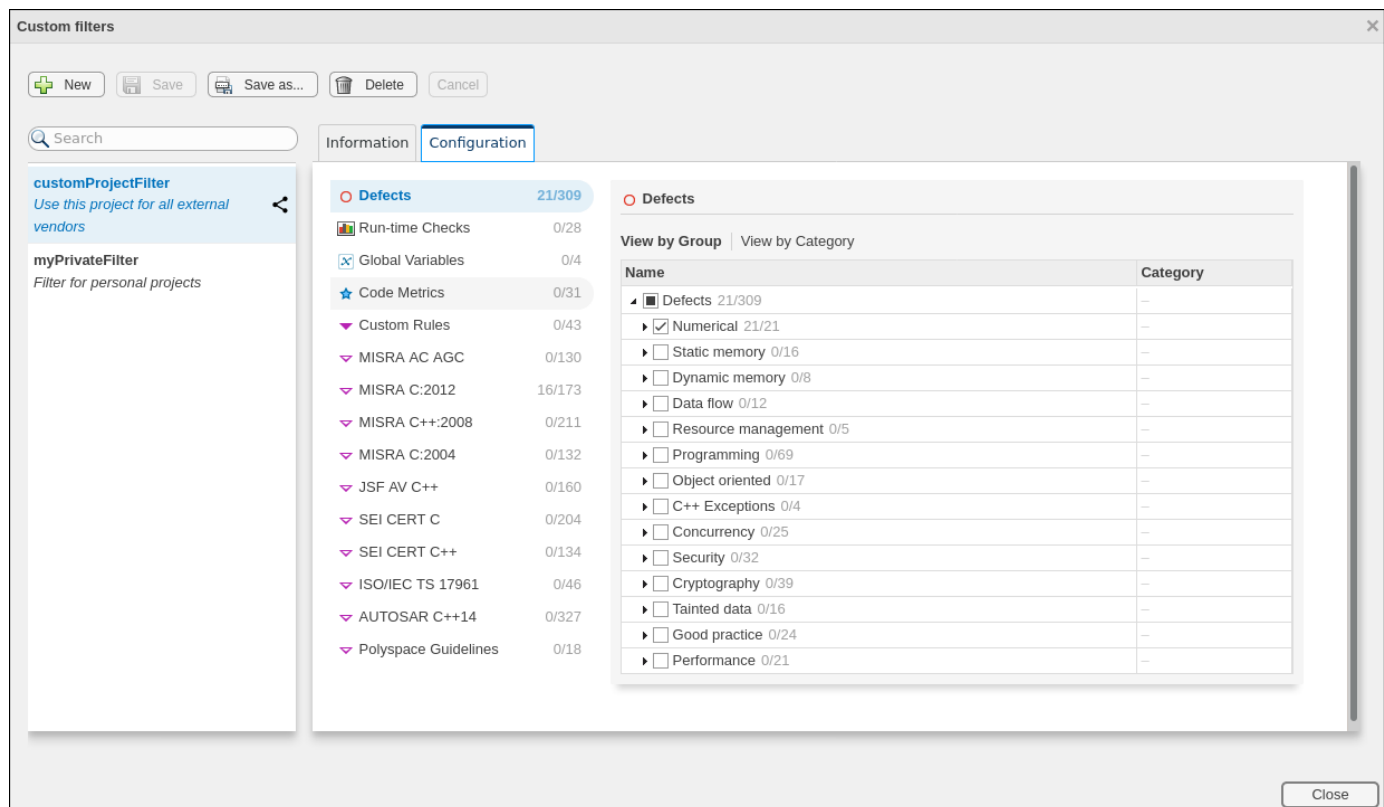 Custom filters
New Save Save as... Delete Cancel
Search
customProjectFilter
Use this project for all external
vendors
myPrivateFilter
Filter for personal projects
Information Configuration
Defects 21/309
Run-time Checks 0/28
Global Variables 0/4
Code Metrics 0/31
Custom Rules 0/43
MISRA AC AGC 0/130
MISRA C:2012 16/173
MISRA C++:2008 0/211
MISRA C:2004 0/132
JSF AV C++ 0/160
SEI CERT C 0/204
SEI CERT C++ 0/134
ISO/IEC TS 17961 0/46
AUTOSAR C++14 0/327
Polyspace Guidelines 0/18
Defects
View by Group View by Category
Name Category
Defects 21/309 –
Numerical 21/21 –
Static memory 0/16 –
Dynamic memory 0/8 –
Data flow 0/12 –
Resource management 0/5 –
Programming 0/69 –
Object oriented 0/17 –
C++ Exceptions 0/4 –
Concurrency 0/25 –
Security 0/32 –
Cryptography 0/39 –
Tainted data 0/16 –
Good practice 0/24 –
Performance 0/21 –
Close